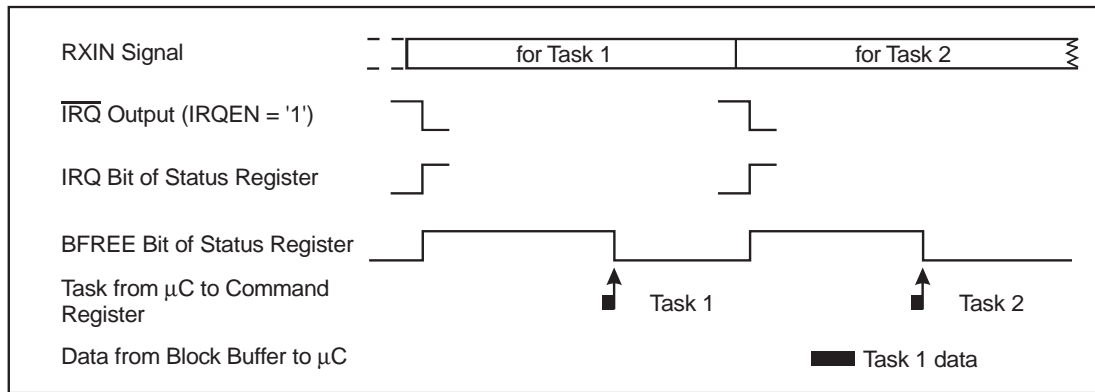 RXIN Signal
for Task 1
for Task 2
IRQ Output (IRQEN = '1')
IRQ Bit of Status Register
BFREE Bit of Status Register
Task from μC to Command
Register
Task 1
Task 2
Data from Block Buffer to μC
Task 1 data